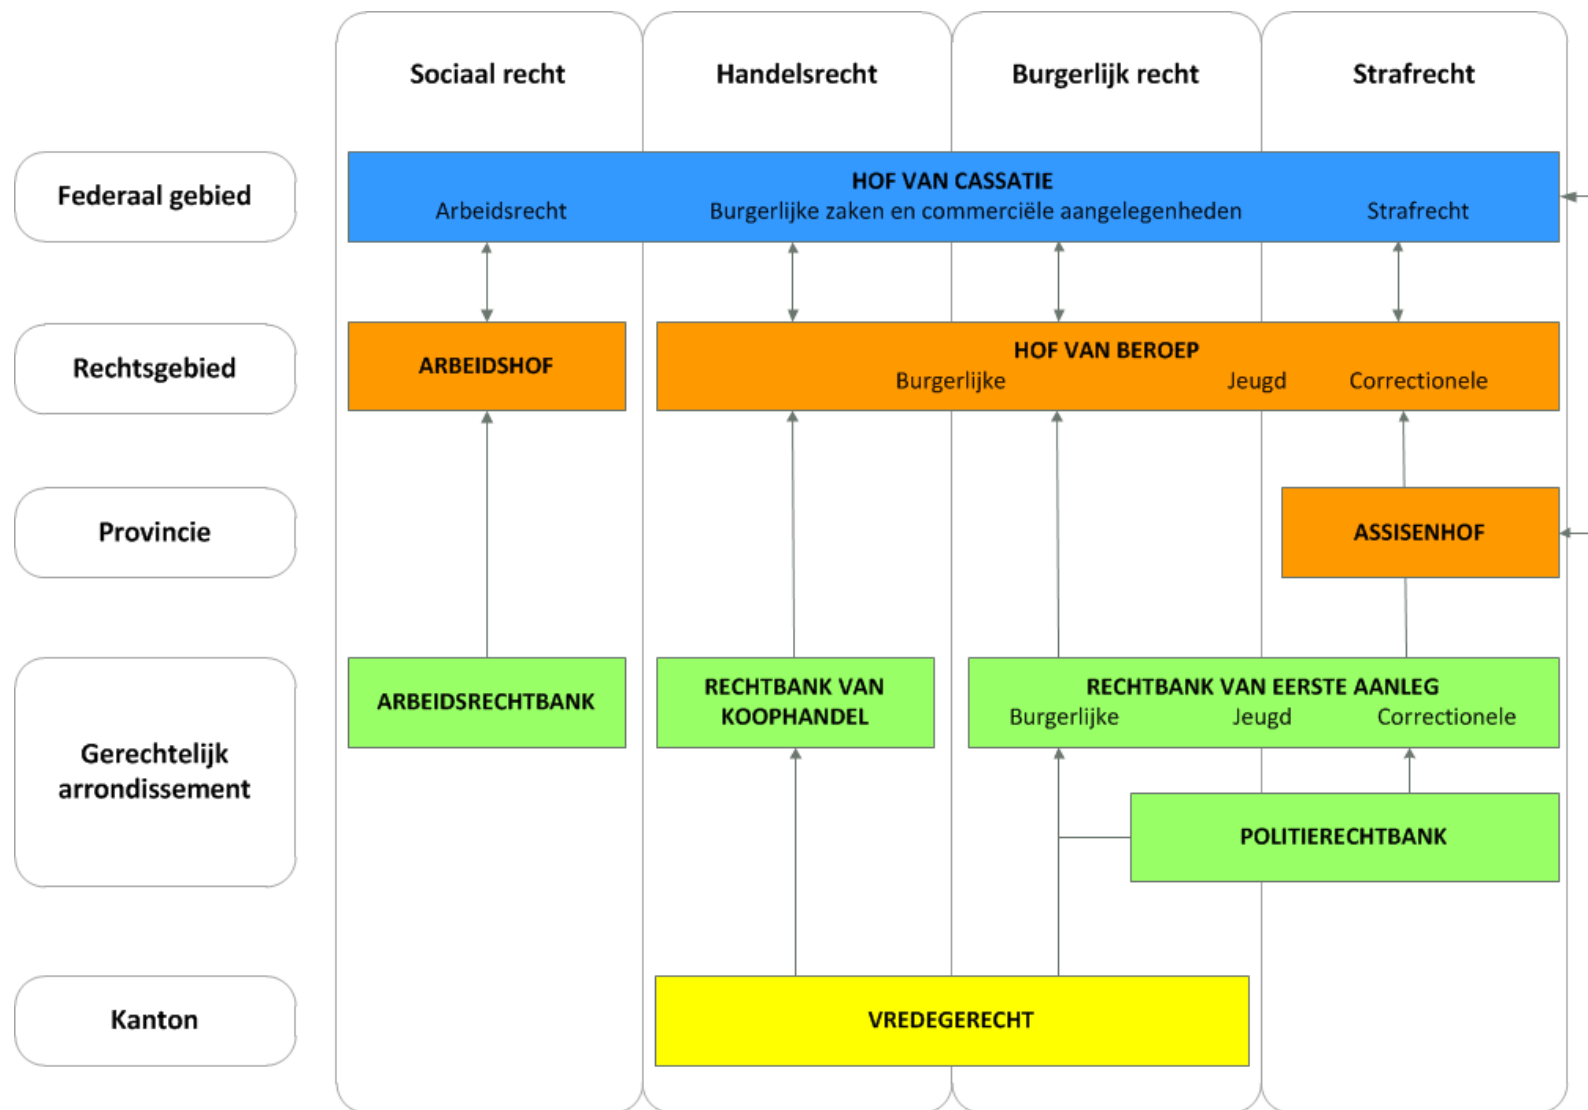 Sociaal recht
Handelsrecht
Burgerlijk recht
Strafrecht
Federaal gebied
HOF VAN CASSATIE
Arbeidsrecht
Burgerlijke zaken en commerciële aangelegenheden
Strafrecht
Rechtsgebied
ARBEIDSHOF
HOF VAN BEROEP
Burgerlijke
Jeugd
Correctionele
Provincie
ASSISENHOF
Gerechtelijk
arrondissement
ARBEIDSRECHTBANK
RECHTBANK VAN
KOOPHANDEL
RECHTBANK VAN EERSTE AANLEG
Burgerlijke
Jeugd
Correctionele
POLITIERECHTBANK
Kanton
VREDEGERECHT